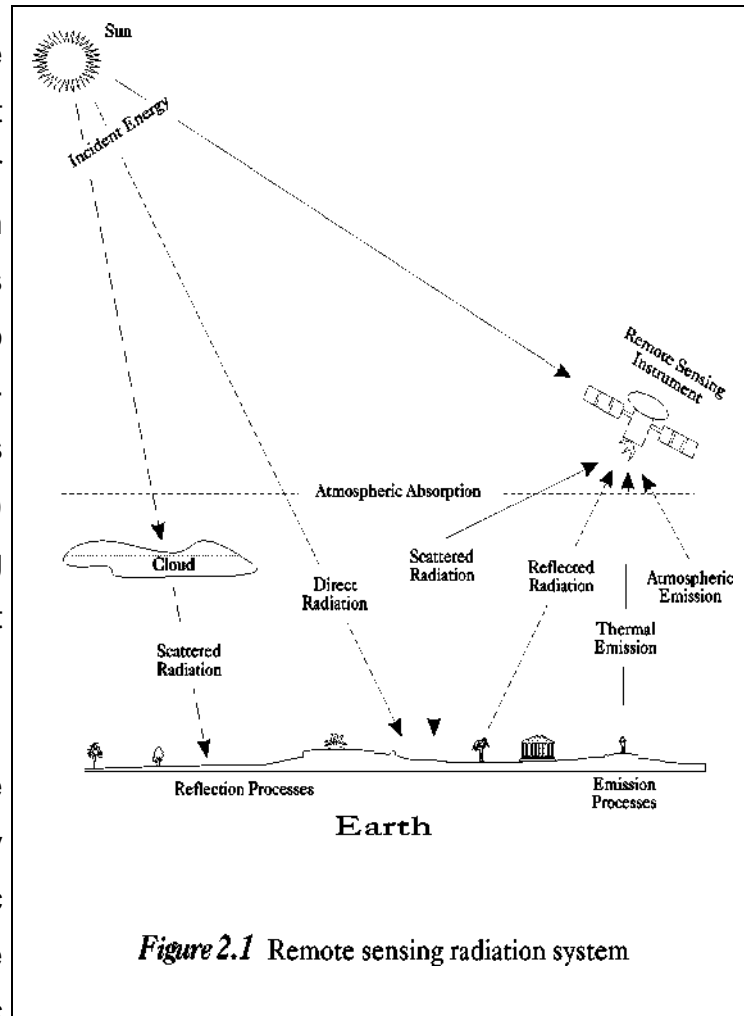 Sun
Incident Energy
Remote Sensing
Instrument
Atmospheric Absorption
Cloud
Direct
Radiation
Scattered
Radiation
Reflected
Radiation
Atmospheric
Emission
Thermal
Emission
Scattered
Radiation
Reflection Processes
Emission
Processes
Earth
Figure 2.1 Remote sensing radiation system